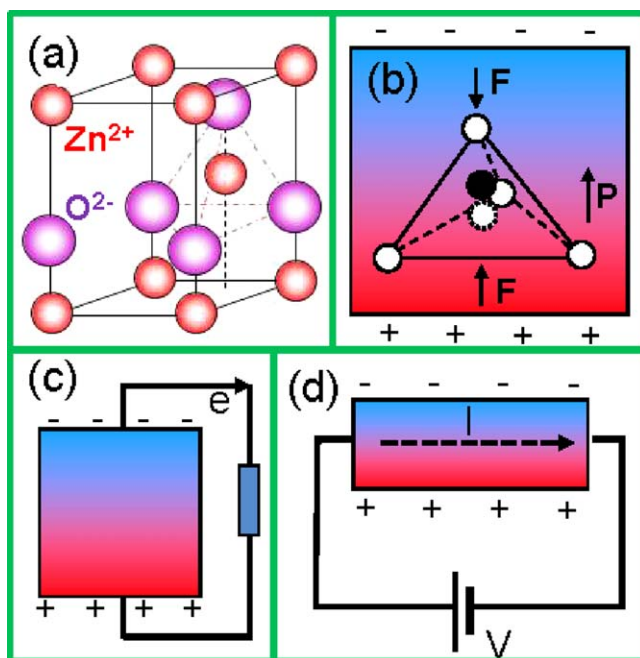 (a)
Zn²⁺
O²⁻
- - - -
(b)
F
P
F
+ + + +
(c)
e
- - - -
+ + + +
(d)
- - - -
I
+ + + +
V